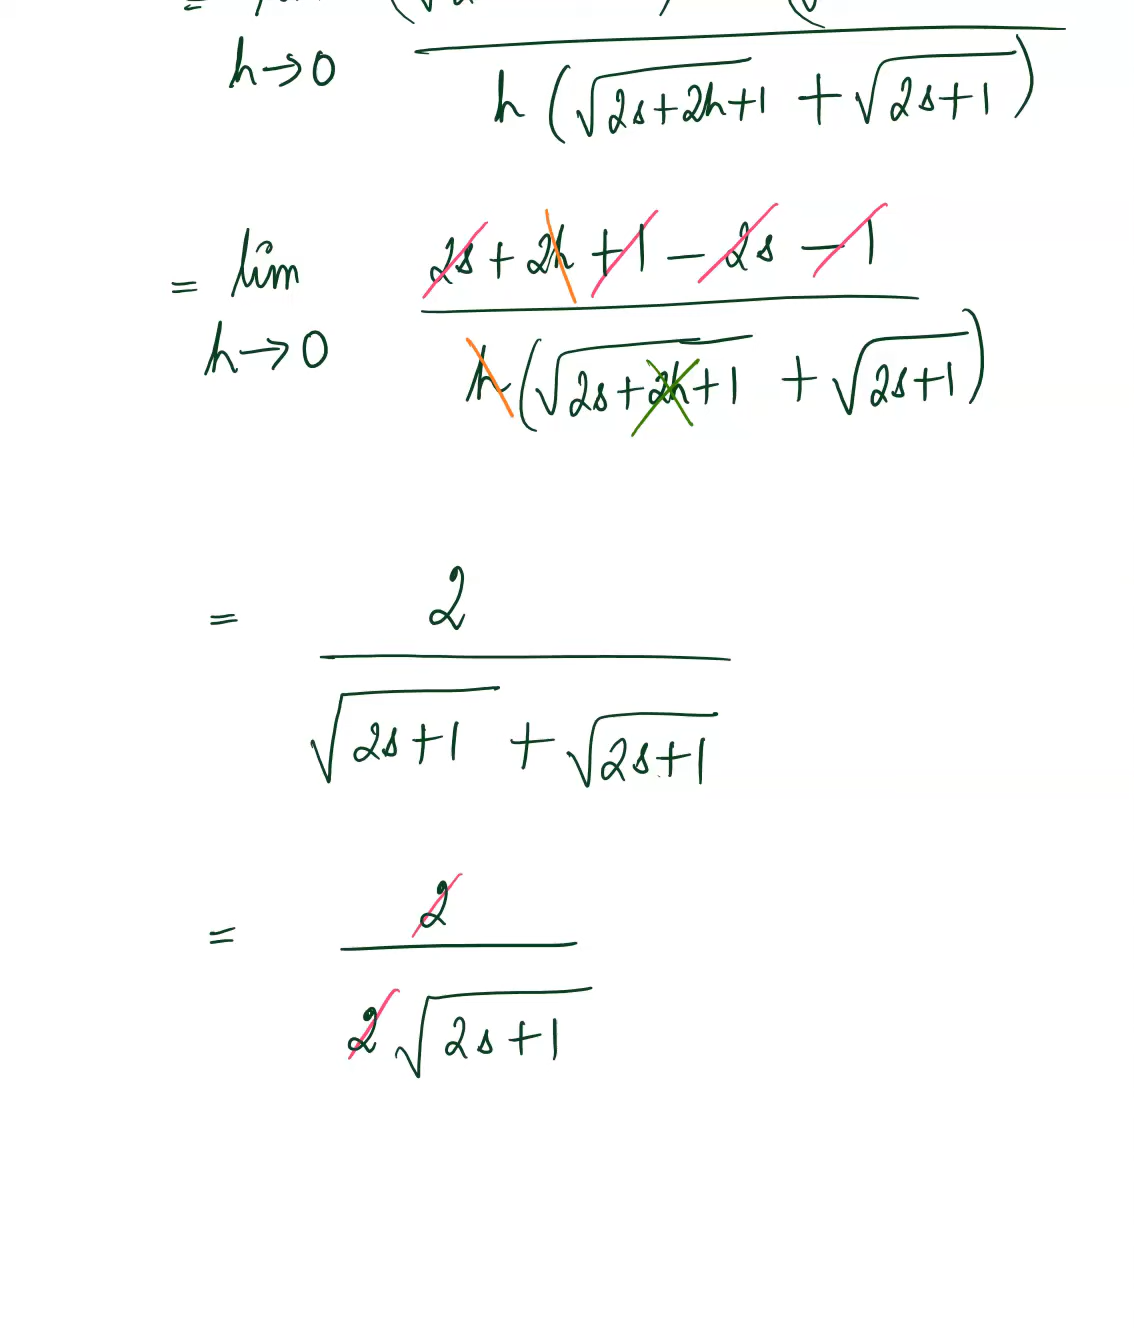 h→0 h(√2s+2h+1 + √2s+1)
= lim 2s + 2h + 1 − 2s − 1
h→0 h(√2s+2h+1 + √2s+1)
= 2
√2s+1 + √2s+1
= 2
2√2s+1